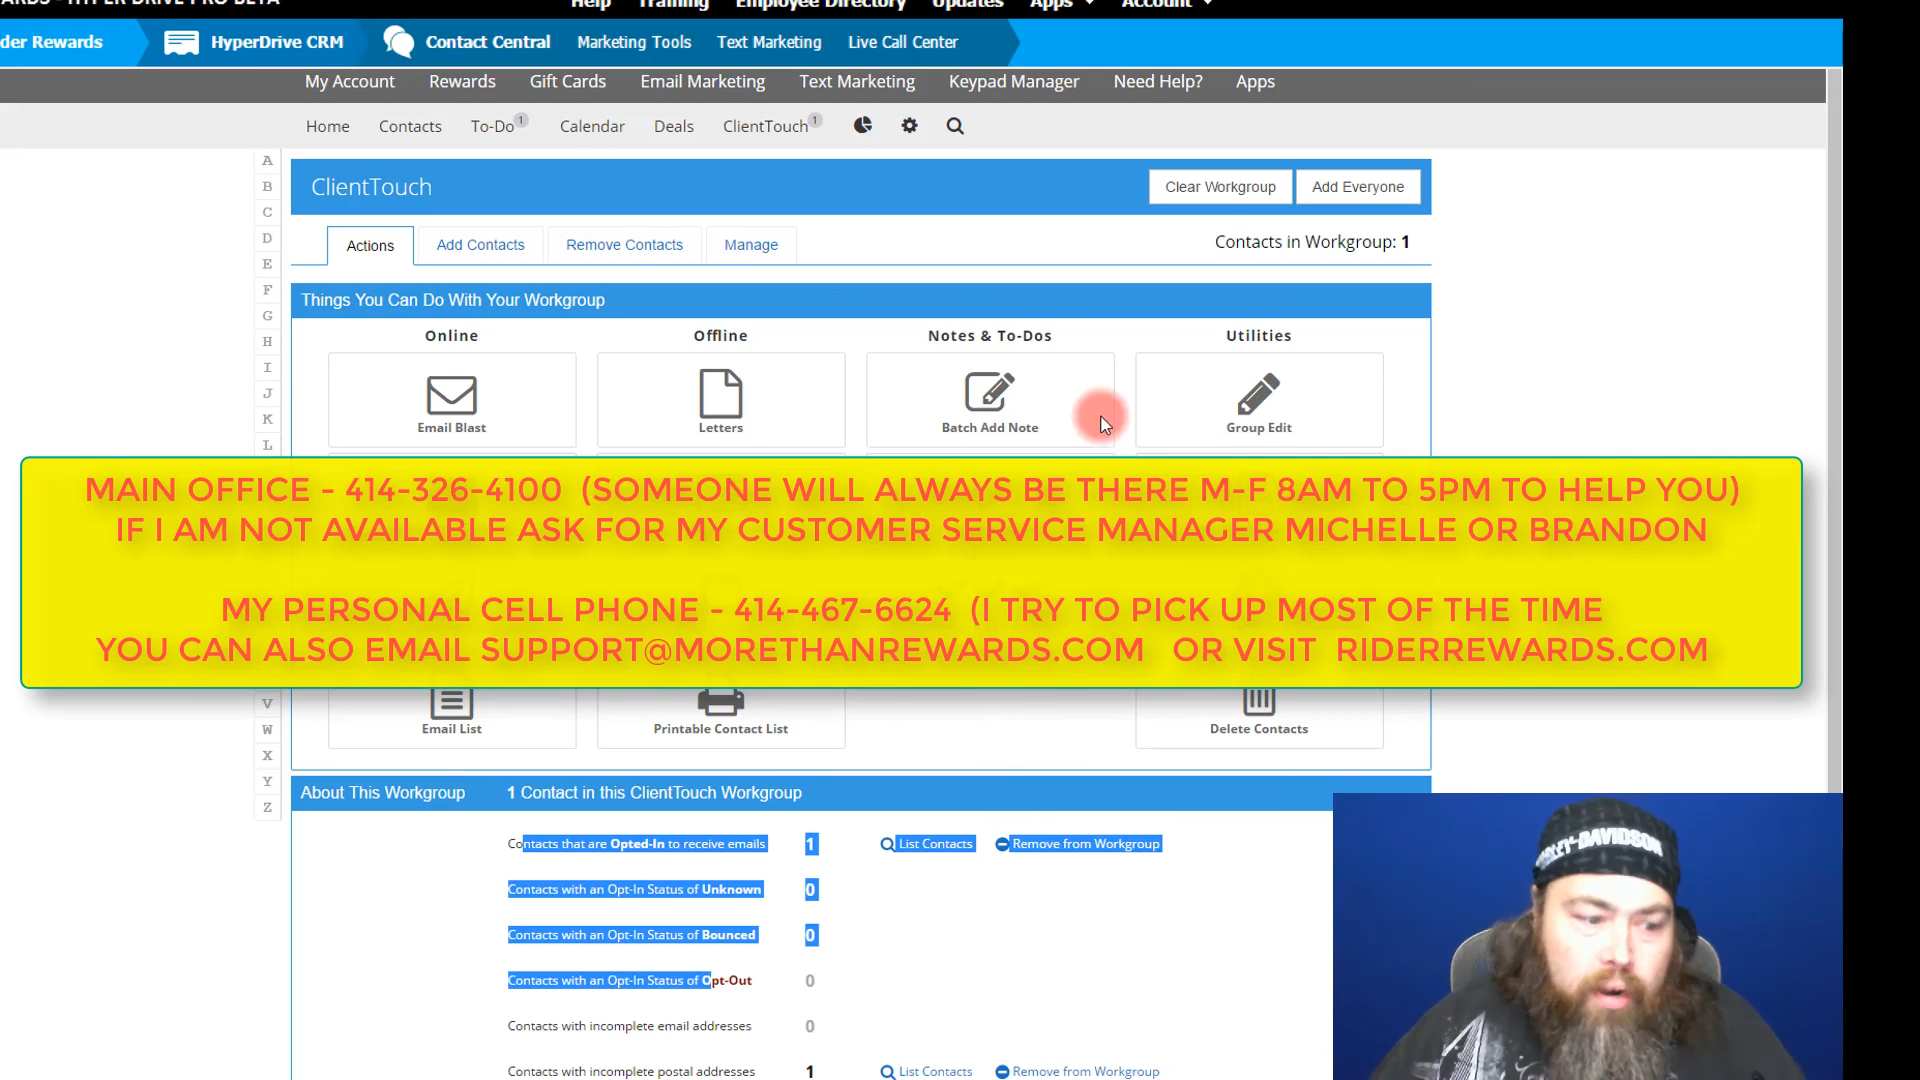 ARDS - HYPER DRIVE PRO BETA
Help Training Employee Directory Updates Apps Account
der Rewards HyperDrive CRM Contact Central Marketing Tools Text Marketing Live Call Center
My Account Rewards Gift Cards Email Marketing Text Marketing Keypad Manager Need Help? Apps
Home Contacts To-Do 1 Calendar Deals ClientTouch 1
A
B
C
D
E
F
G
H
I
J
K
L
V
W
X
Y
Z
ClientTouch Clear Workgroup Add Everyone
Actions Add Contacts Remove Contacts Manage Contacts in Workgroup: 1
Things You Can Do With Your Workgroup
Online Offline Notes & To-Dos Utilities
Email Blast Letters Batch Add Note Group Edit
MAIN OFFICE - 414-326-4100 (SOMEONE WILL ALWAYS BE THERE M-F 8AM TO 5PM TO HELP YOU)
IF I AM NOT AVAILABLE ASK FOR MY CUSTOMER SERVICE MANAGER MICHELLE OR BRANDON
MY PERSONAL CELL PHONE - 414-467-6624 (I TRY TO PICK UP MOST OF THE TIME
YOU CAN ALSO EMAIL SUPPORT@MORETHANREWARDS.COM OR VISIT RIDERREWARDS.COM
Email List Printable Contact List Delete Contacts
About This Workgroup 1 Contact in this ClientTouch Workgroup
Contacts that are Opted-In to receive emails 1 List Contacts Remove from Workgroup
Contacts with an Opt-In Status of Unknown 0
Contacts with an Opt-In Status of Bounced 0
Contacts with an Opt-In Status of Opt-Out 0
Contacts with incomplete email addresses 0
Contacts with incomplete postal addresses 1 List Contacts Remove from Workgroup
HARLEY-DAVIDSON